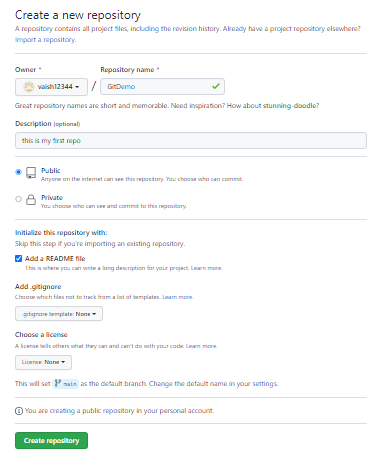 Create a new repository
A repository contains all project files, including the revision history. Already have a project repository elsewhere?
Import a repository.
Owner * Repository name *
vaish12344 / GitDemo
Great repository names are short and memorable. Need inspiration? How about stunning-doodle?
Description (optional)
this is my first repo
Public
Anyone on the internet can see this repository. You choose who can commit.
Private
You choose who can see and commit to this repository.
Initialize this repository with:
Skip this step if you're importing an existing repository.
Add a README file
This is where you can write a long description for your project. Learn more.
Add .gitignore
Choose which files not to track from a list of templates. Learn more.
.gitignore template: None
Choose a license
A license tells others what they can and can't do with your code. Learn more.
License: None
This will set main as the default branch. Change the default name in your settings.
You are creating a public repository in your personal account.
Create repository